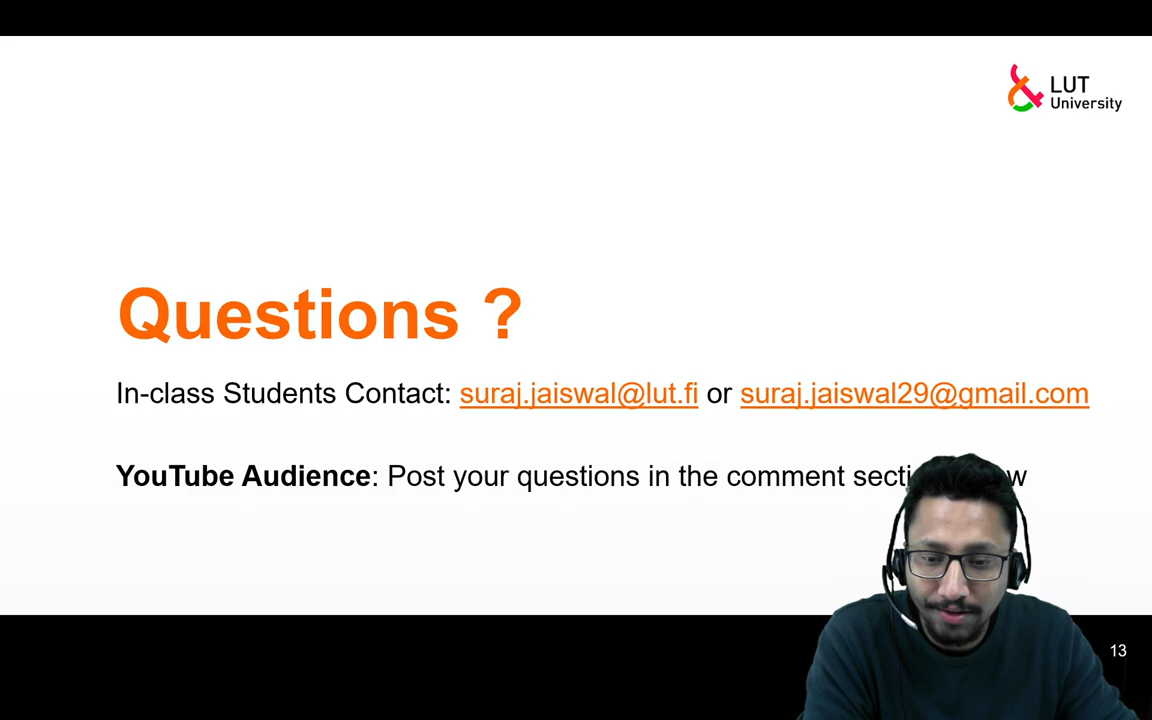 LUT
University
Questions ?
In-class Students Contact: suraj.jaiswal@lut.fi or suraj.jaiswal29@gmail.com
YouTube Audience: Post your questions in the comment
13